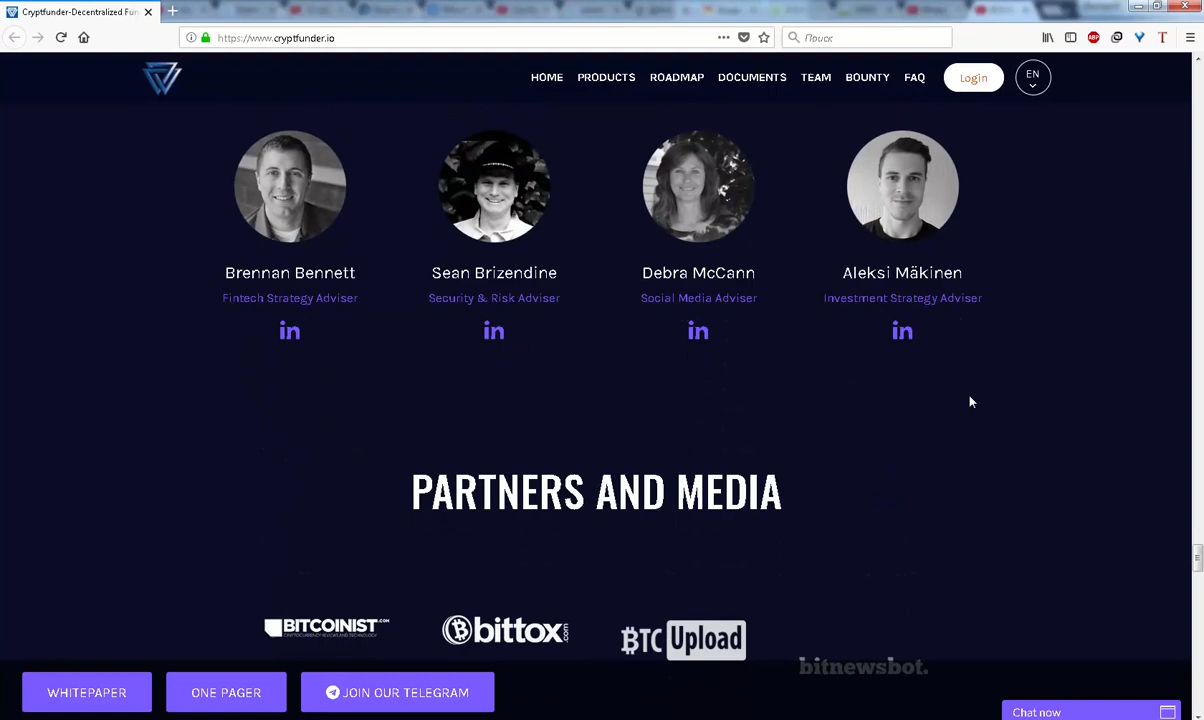 Cryptfunder-Decentralized Fun
https://www.cryptfunder.io
Поиск
ABP
T
HOME PRODUCTS ROADMAP DOCUMENTS TEAM BOUNTY FAQ Login EN
Brennan Bennett
Fintech Strategy Adviser
in
Sean Brizendine
Security & Risk Adviser
in
Debra McCann
Social Media Adviser
in
Aleksi Mäkinen
Investment Strategy Adviser
in
PARTNERS AND MEDIA
BITCOINIST.COM
bittox.com
BTC Upload
bitnewsbot.
WHITEPAPER
ONE PAGER
JOIN OUR TELEGRAM
Chat now